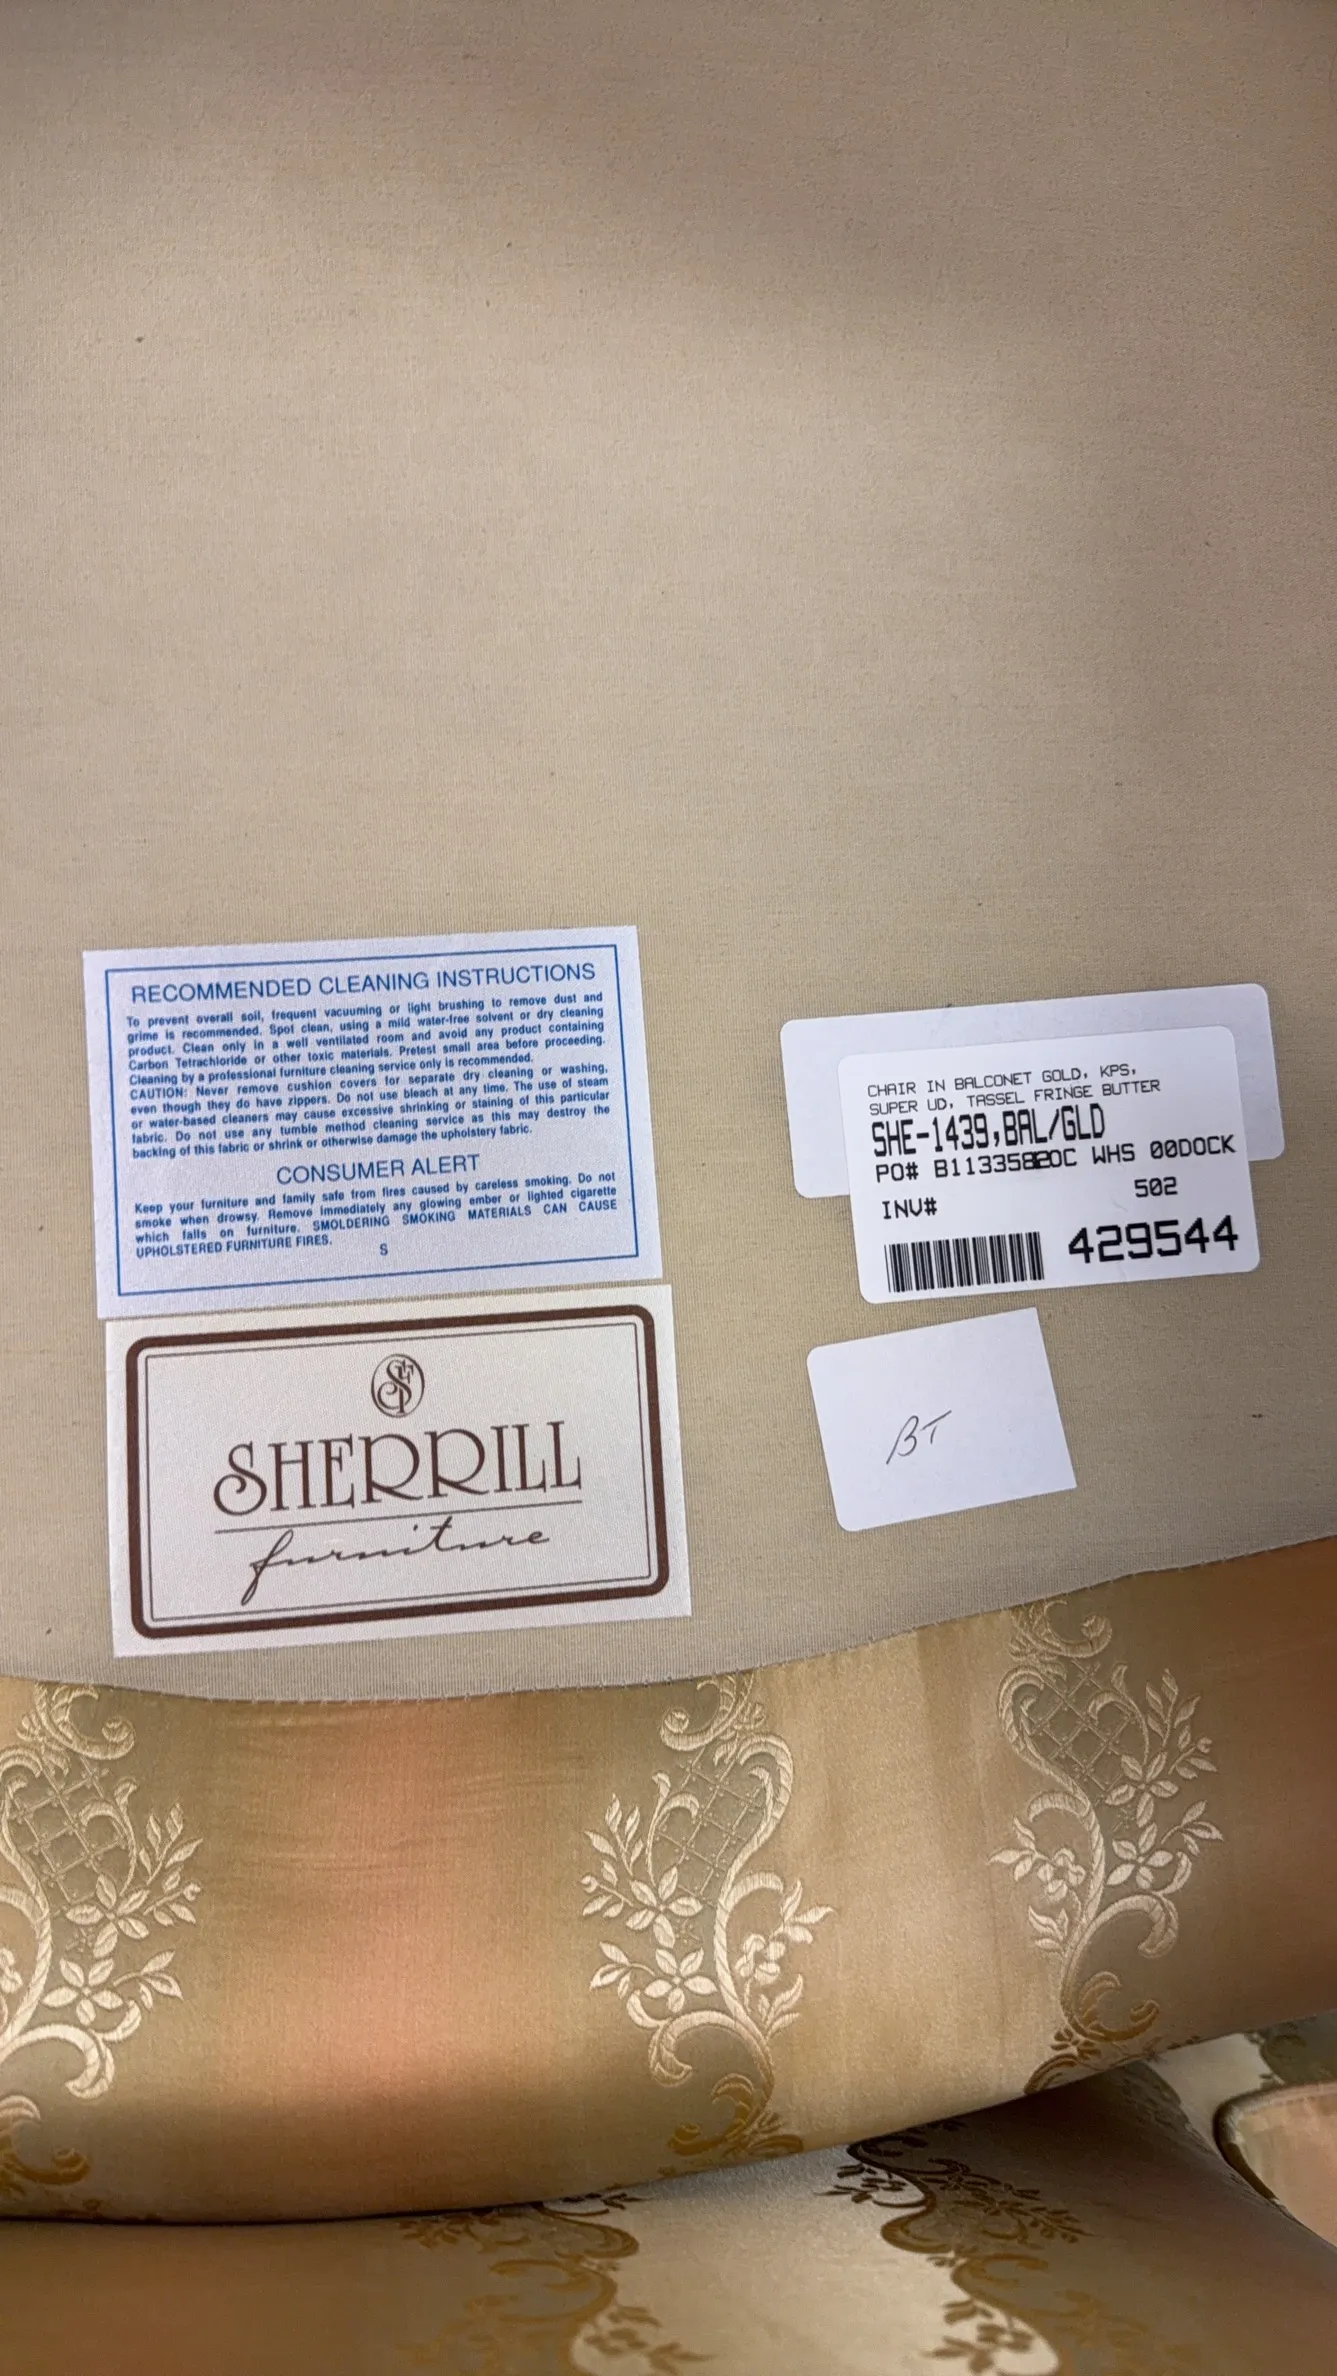 RECOMMENDED CLEANING INSTRUCTIONS
To prevent overall soil, frequent vacuuming or light brushing to remove dust and
grime is recommended. Spot clean, using a mild water-free solvent or dry cleaning
product. Clean only in a well ventilated room and avoid any product containing
Carbon Tetrachloride or other toxic materials. Pretest small area before proceeding.
Cleaning by a professional furniture cleaning service only is recommended.
CAUTION: Never remove cushion covers for separate dry cleaning or washing,
even though they do have zippers. Do not use bleach at any time. The use of steam
or water-based cleaners may cause excessive shrinking or staining of this particular
fabric. Do not use any tumble method cleaning service as this may destroy the
backing of this fabric or shrink or otherwise damage the upholstery fabric.
CONSUMER ALERT
Keep your furniture and family safe from fires caused by careless smoking. Do not
smoke when drowsy. Remove immediately any glowing ember or lighted cigarette
which falls on furniture. SMOLDERING SMOKING MATERIALS CAN CAUSE
UPHOLSTERED FURNITURE FIRES. S
SF
SHERRILL
furniture
CHAIR IN BALCONET GOLD, KPS,
SUPER UD, TASSEL FRINGE BUTTER
SHE-1439,BAL/GLD
PO# WHS 00DOCK
INV# 502
429544
BT